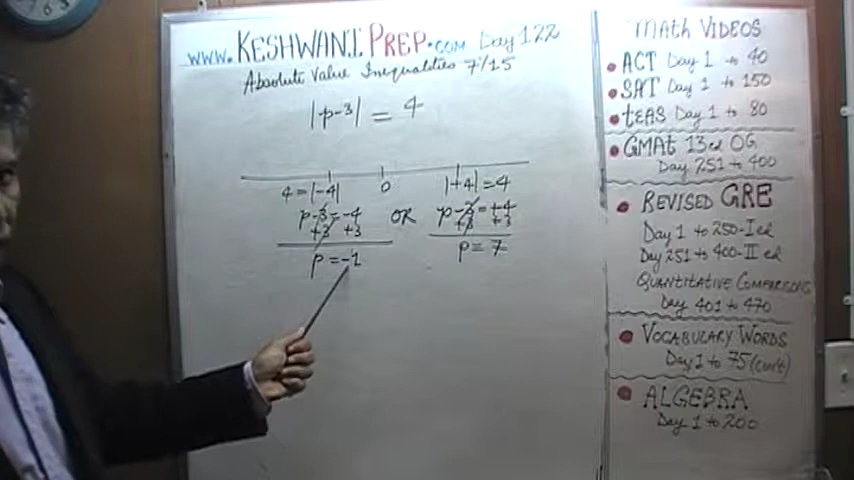 www.KESHWANIPREP.COM Day 122
Absolute Value Inequalities 7/15
|p-3| = 4
4=|-4| 0 |+4|=4
p-3=-4 OR p-3=+4
+3 +3 +3 +3
p=-1 p=7
MATH VIDEOS
ACT Day 1 to 40
SAT Day 1 to 150
tEAS Day 1 to 80
GMAt 13ed OG
Day 251 to 400
REVISED GRE
Day 1 to 250-I ed
Day 251 to 400-II ed
QUANTITATIVE COMPARISONS
Day 401 to 470
VOCABULARY WORDS
Day 1 to 75 (con't)
ALGEBRA
Day 1 to 200